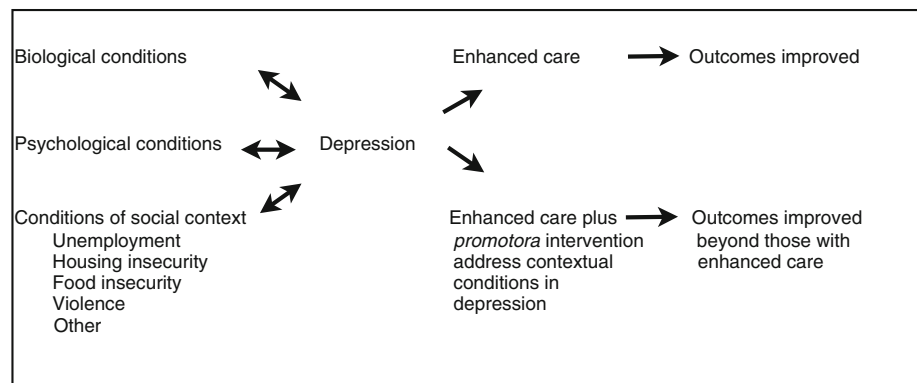 Biological conditions
Enhanced care
Outcomes improved
Psychological conditions
Depression
Conditions of social context
Unemployment
Housing insecurity
Food insecurity
Violence
Other
Enhanced care plus
promotora intervention
address contextual
conditions in
depression
Outcomes improved
beyond those with
enhanced care